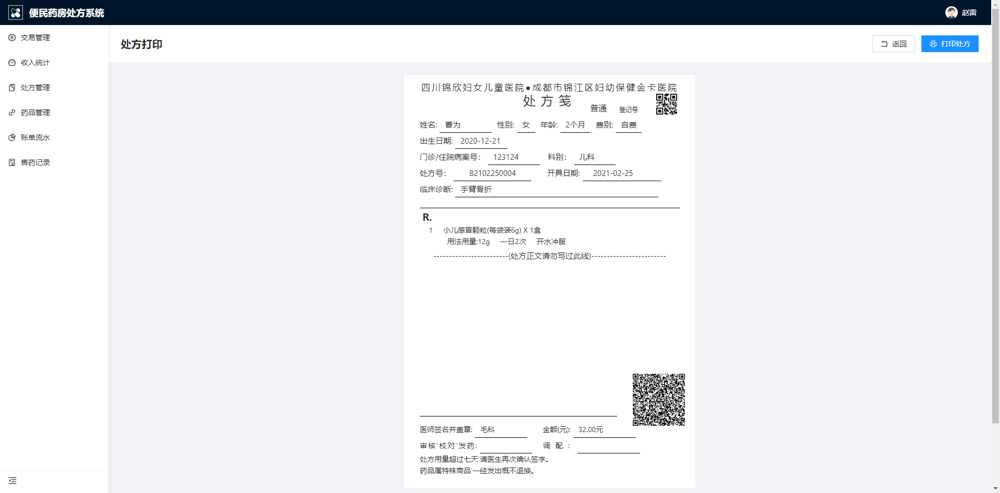 便民药房处方系统
赵雷
交易管理
收入统计
处方管理
药品管理
账单流水
售药记录
处方打印
返回
打印处方
四川锦欣妇女儿童医院●成都市锦江区妇幼保健金卡医院
处方笺 普通 登记号
姓名: 曹为 性别: 女 年龄: 2个月 费别: 自费
出生日期: 2020-12-21
门诊/住院病案号: 123124 科别: 儿科
处方号: B2102250004 开具日期: 2021-02-25
临床诊断: 手臂骨折
R.
1 小儿感冒颗粒(每袋装6g) X 1盒
用法用量:12g 一日2次 开水冲服
------------------------(处方正文请勿写过此线)------------------------
医师签名并盖章: 毛科 金额(元): 32.00元
审核'校对'发药: 调 配 :
处方用量超过七天'请医生再次确认签字。
药品属特殊商品'一经发出概不退换。